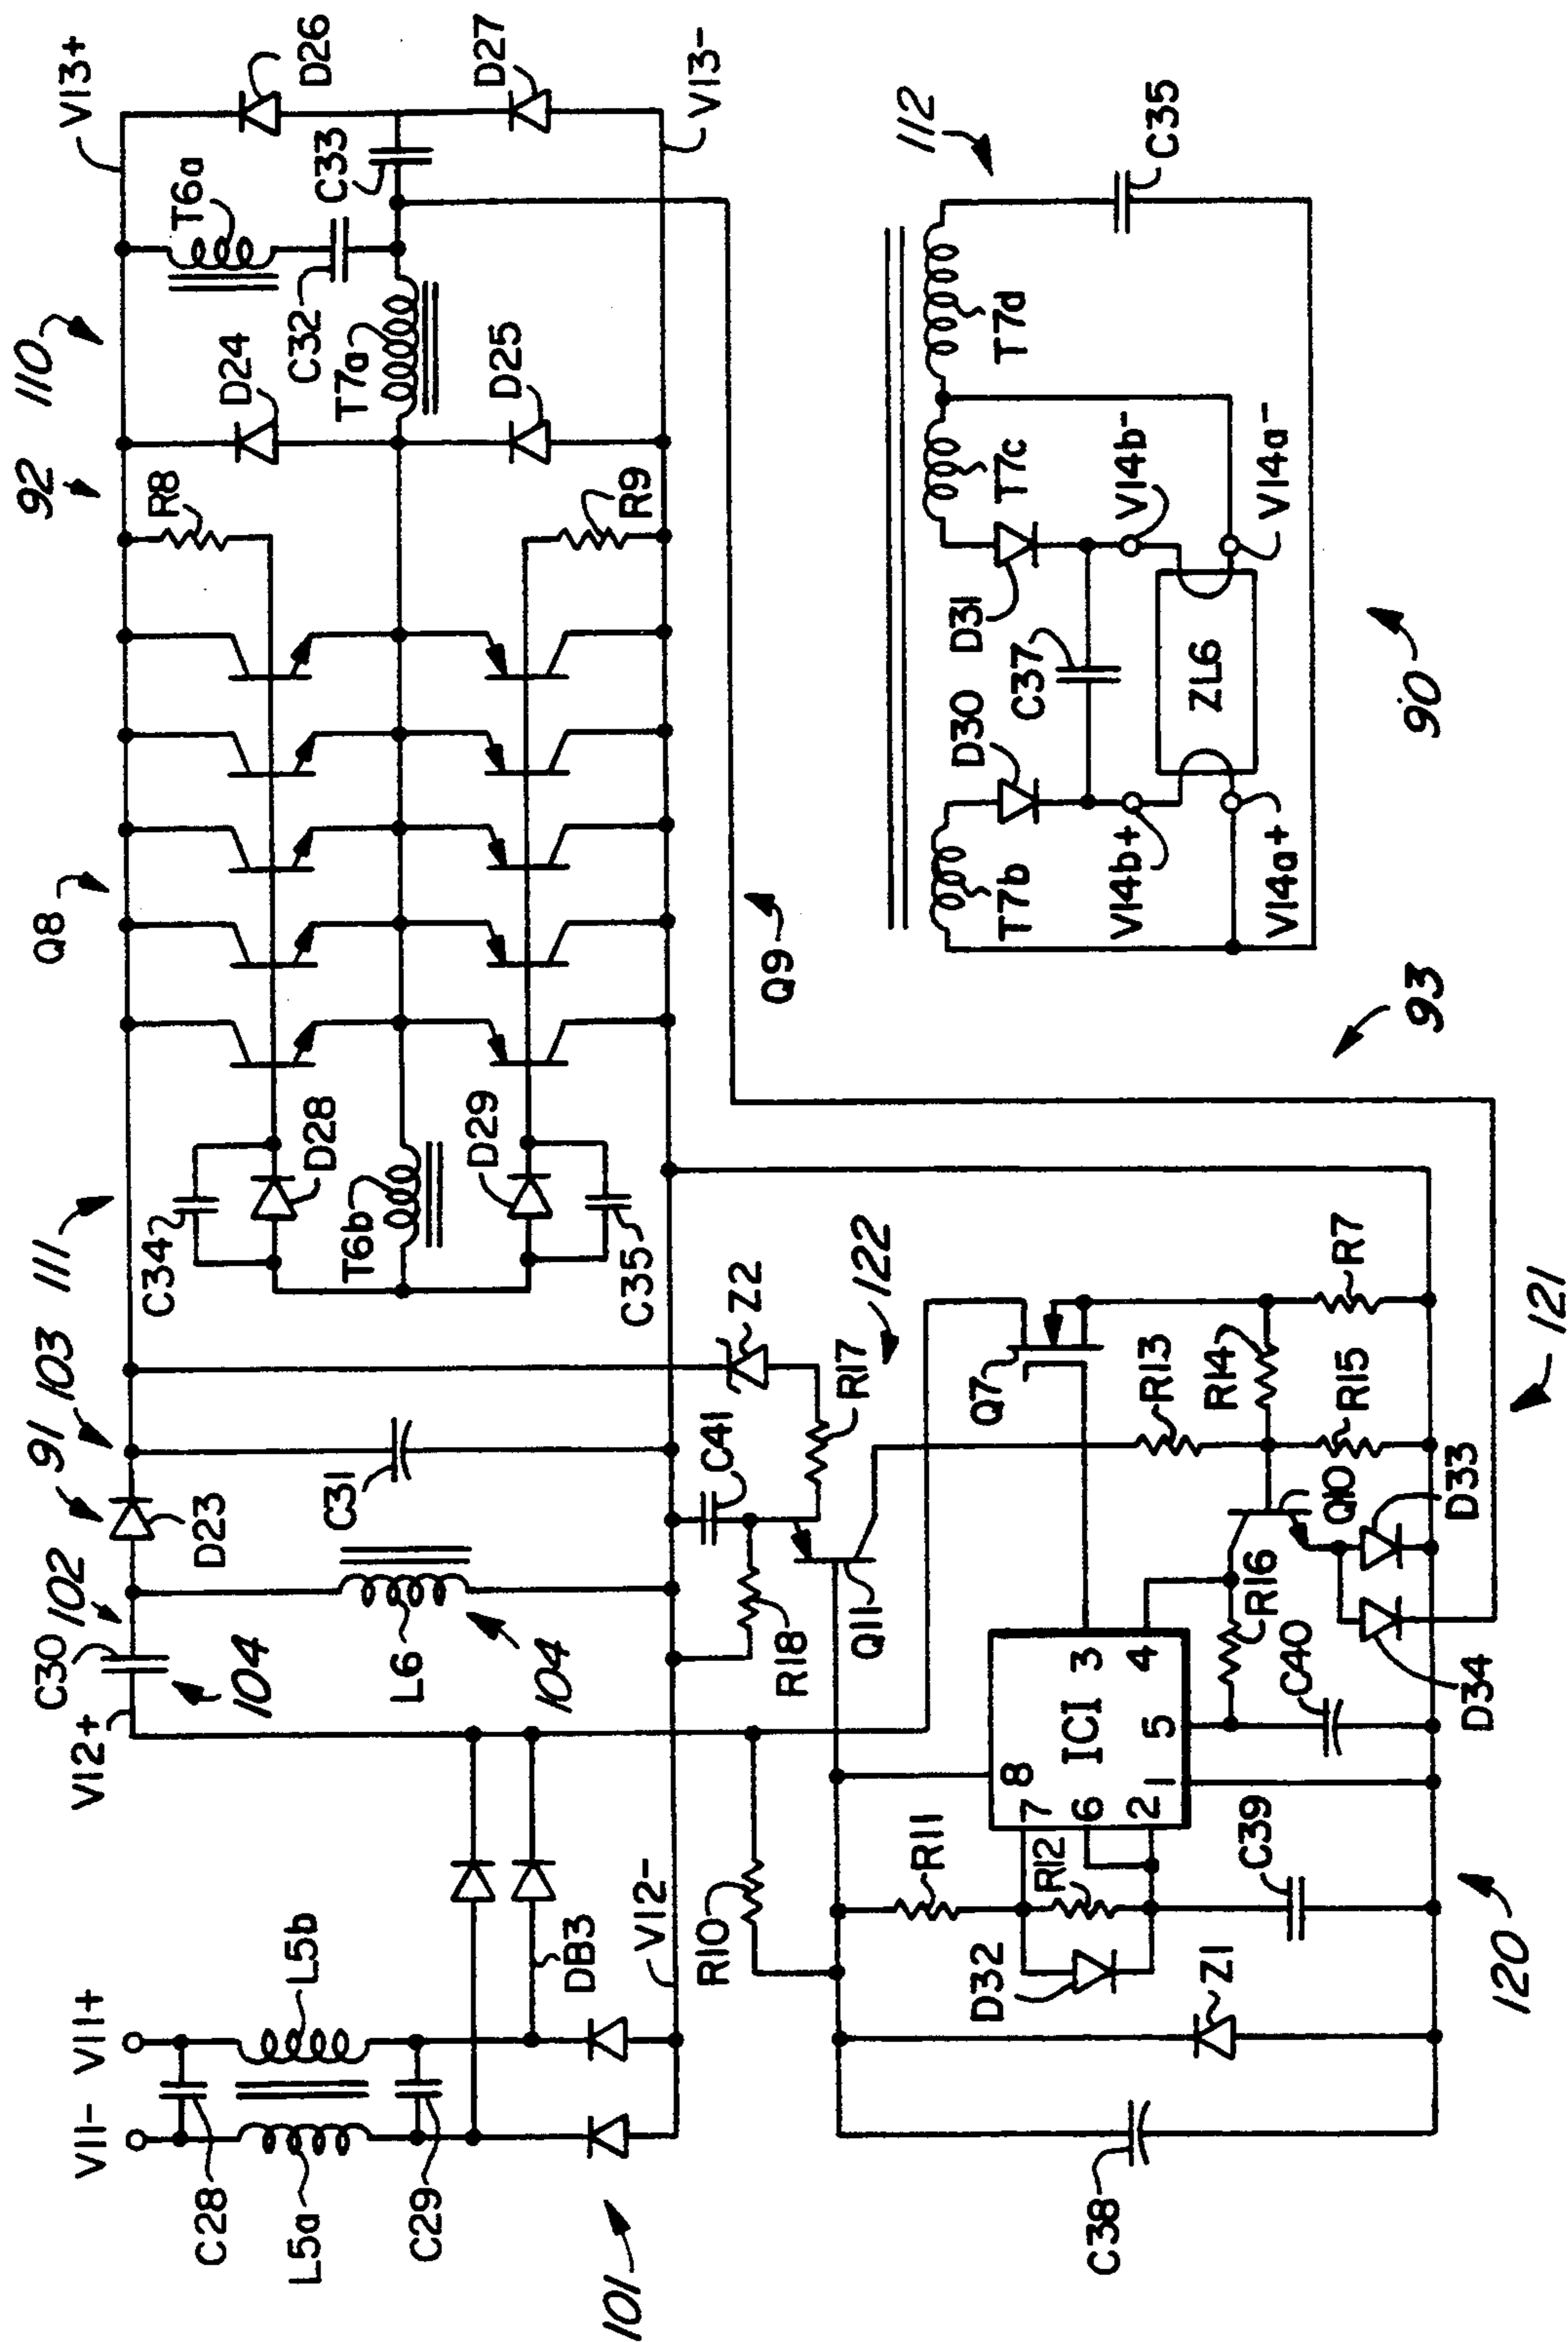 V11-
V11+
C28
L5a
L5b
C29
DB3
101
V12+
V12-
C30
102
104
L6
104
D23
91
103
C31
111
C34
D28
T6b
D29
C35
Q8
Q9
92
R8
R9
110
D24
D25
T7a
C32
T6a
C33
D26
D27
V13+
V13-
R10
R18
C41
Z2
R17
122
Q11
Q7
R13
R14
R15
R7
121
C38
Z1
D32
R11
R12
C39
120
8
7
6
2
1
5
IC1
3
4
R16
C40
Q10
D33
D34
93
90
112
T7b
T7c
T7d
D30
D31
C37
C35
V14b+
V14b-
ZL6
V14a+
V14a-